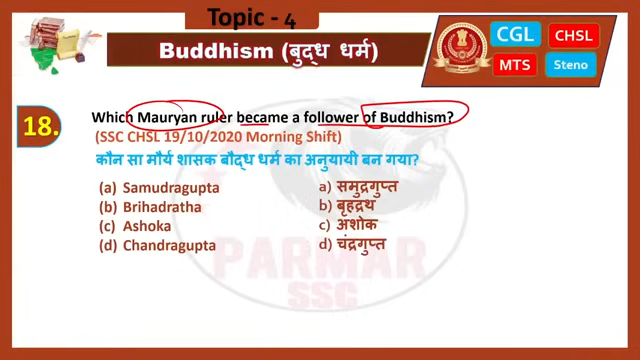 Topic - 4
Buddhism (बुद्ध धर्म)
CGL
CHSL
MTS
Steno
18.
Which Mauryan ruler became a follower of Buddhism?
(SSC CHSL 19/10/2020 Morning Shift)
कौन सा मौर्य शासक बौद्ध धर्म का अनुयायी बन गया?
(a) Samudragupta
a) समुद्रगुप्त
(b) Brihadratha
b) बृहद्रथ
(c) Ashoka
c) अशोक
(d) Chandragupta
d) चंद्रगुप्त
PARMAR
SSC